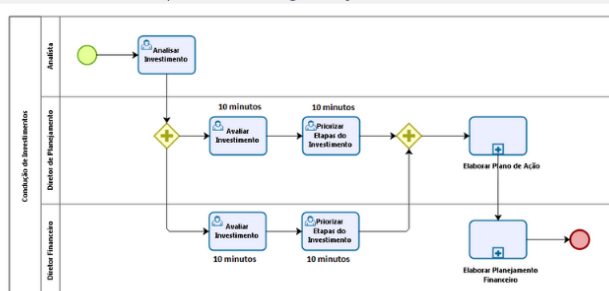 Condução de Investimentos
Analista
Analisar
Investimento
Diretor de Planejamento
10 minutos
10 minutos
Avaliar
Investimento
Priorizar
Etapas do
Investimento
Elaborar Plano de Ação
Diretor Financeiro
Avaliar
Investimento
Priorizar
Etapas do
Investimento
10 minutos
10 minutos
Elaborar Planejamento
Financeiro